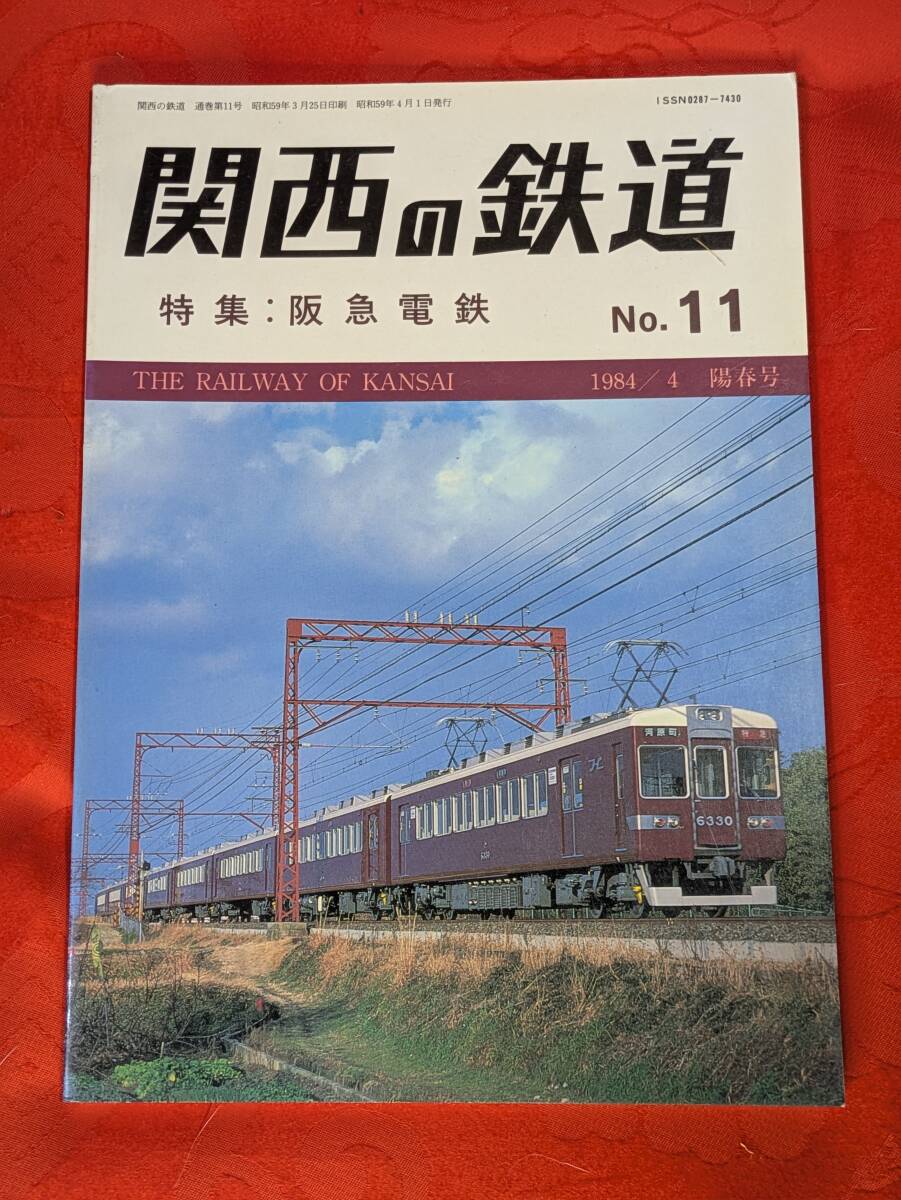 関西の鉄道 通巻第11号 昭和59年3月25日印刷 昭和59年4月1日発行
ISSN0287-7430
関西の鉄道
特集:阪急電鉄 No.11
THE RAILWAY OF KANSAI 1984/4 陽春号
河原町 特急
6330
6330